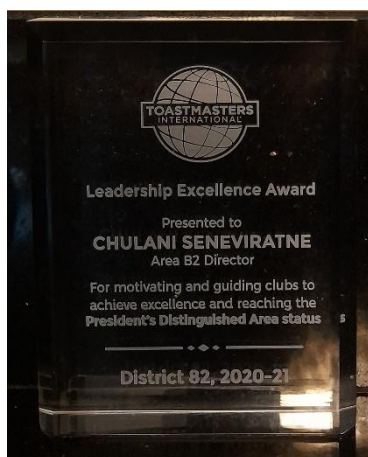 TOASTMASTERS
INTERNATIONAL
Leadership Excellence Award
Presented to
CHULANI SENEVIRATNE
Area B2 Director
For motivating and guiding clubs to
achieve excellence and reaching the
President's Distinguished Area status
District 82, 2020-21